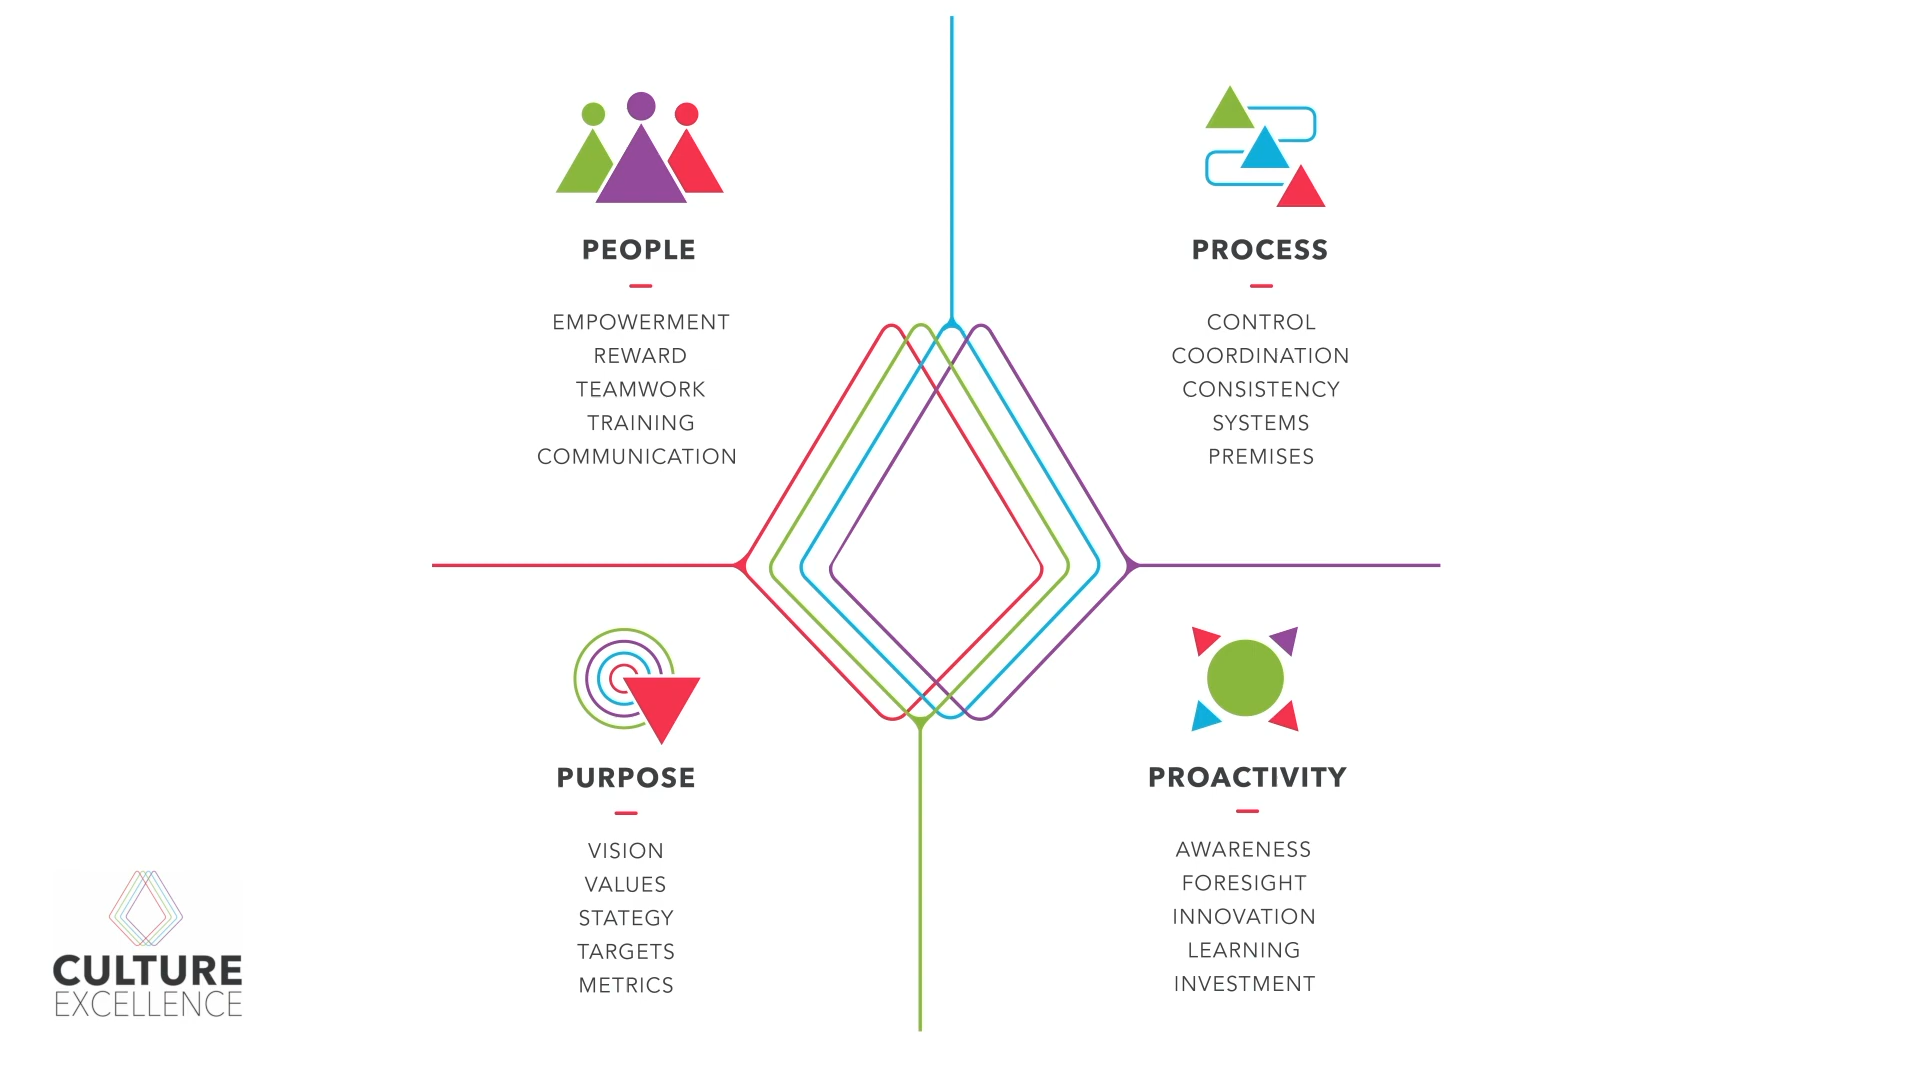 PEOPLE
EMPOWERMENT
REWARD
TEAMWORK
TRAINING
COMMUNICATION
PROCESS
CONTROL
COORDINATION
CONSISTENCY
SYSTEMS
PREMISES
PURPOSE
VISION
VALUES
STATEGY
TARGETS
METRICS
PROACTIVITY
AWARENESS
FORESIGHT
INNOVATION
LEARNING
INVESTMENT
CULTURE
EXCELLENCE